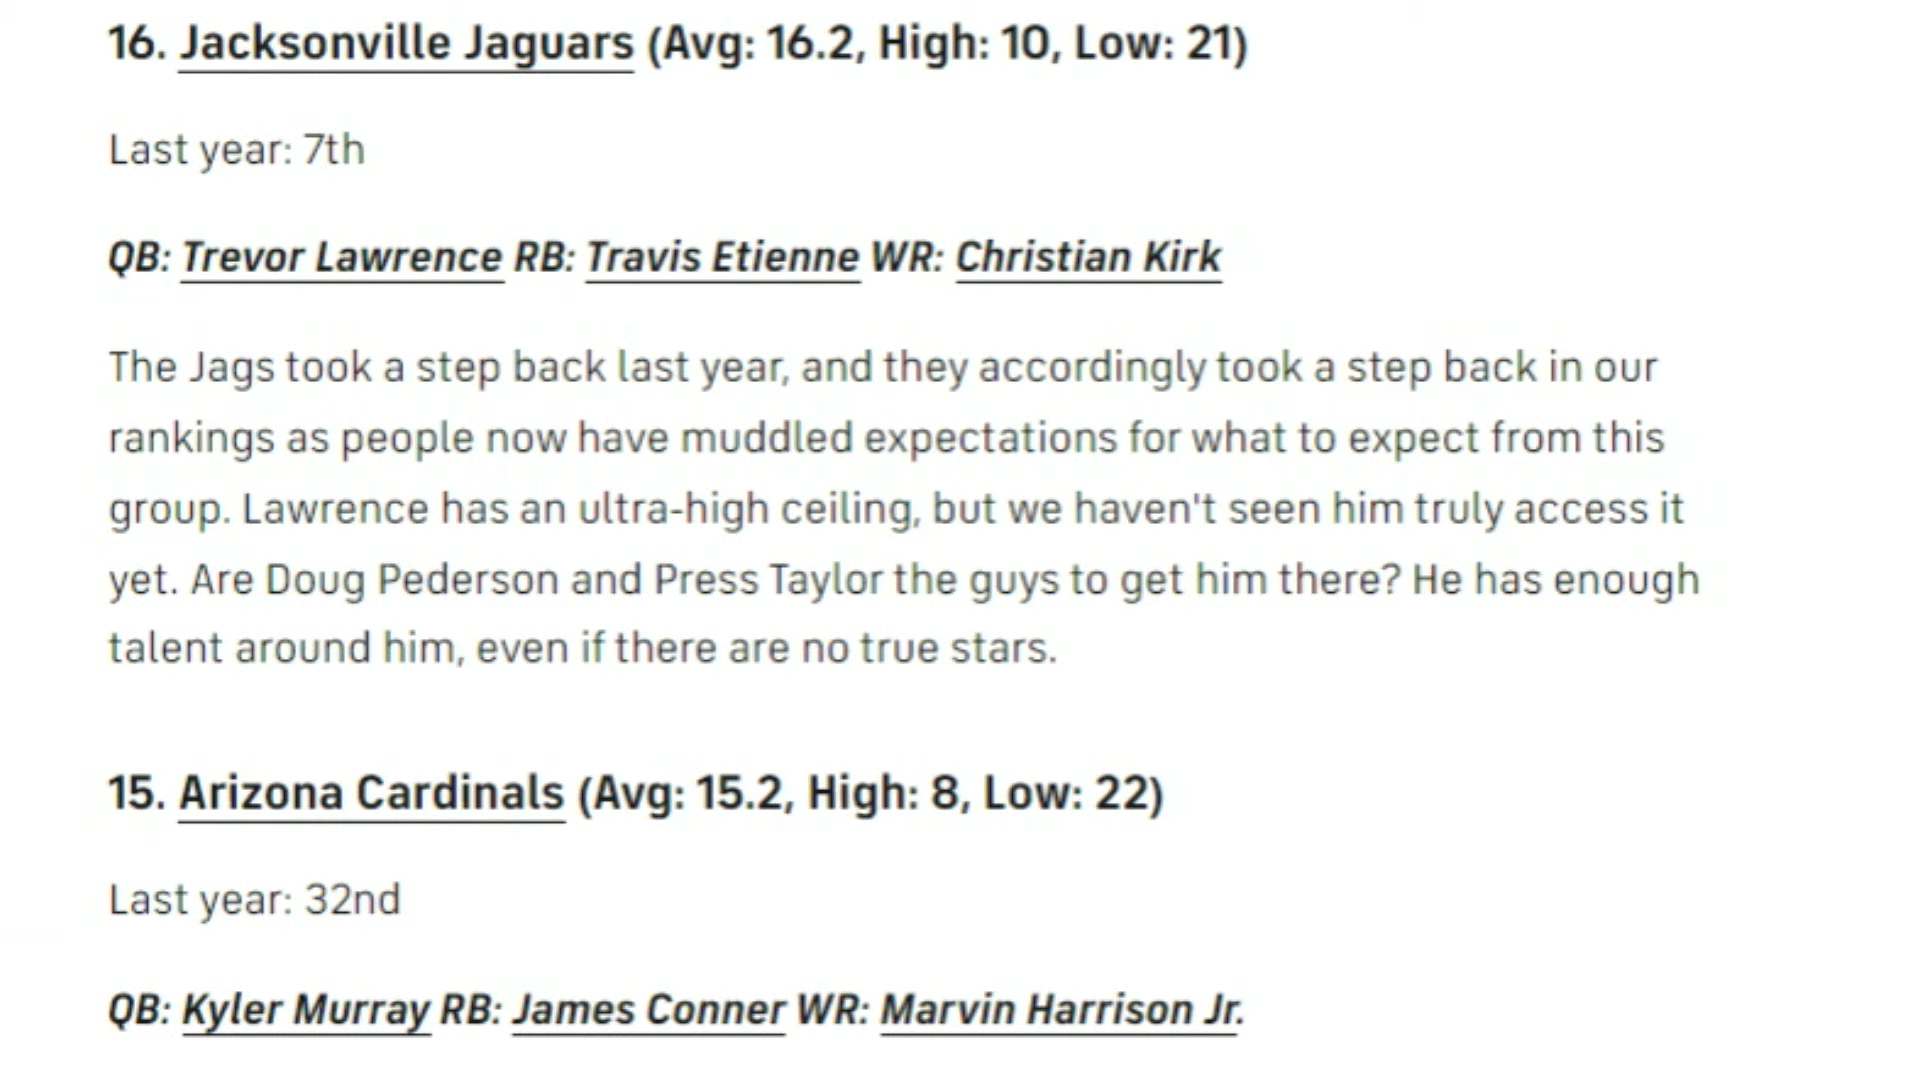 16. Jacksonville Jaguars (Avg: 16.2, High: 10, Low: 21)
Last year: 7th
QB: Trevor Lawrence RB: Travis Etienne WR: Christian Kirk
The Jags took a step back last year, and they accordingly took a step back in our
rankings as people now have muddled expectations for what to expect from this
group. Lawrence has an ultra-high ceiling, but we haven't seen him truly access it
yet. Are Doug Pederson and Press Taylor the guys to get him there? He has enough
talent around him, even if there are no true stars.
15. Arizona Cardinals (Avg: 15.2, High: 8, Low: 22)
Last year: 32nd
QB: Kyler Murray RB: James Conner WR: Marvin Harrison Jr.